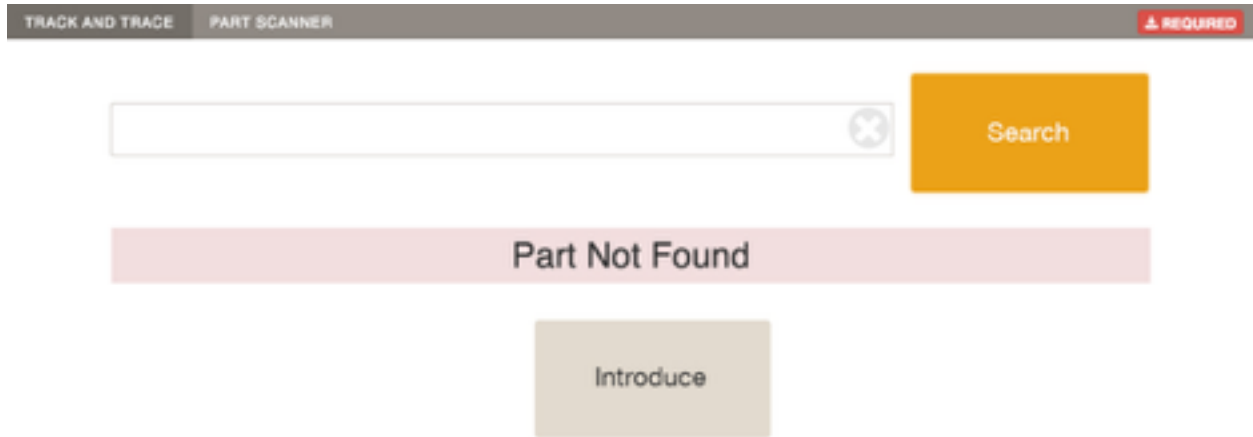 TRACK AND TRACE PART SCANNER REQUIRED
Search
Part Not Found
Introduce